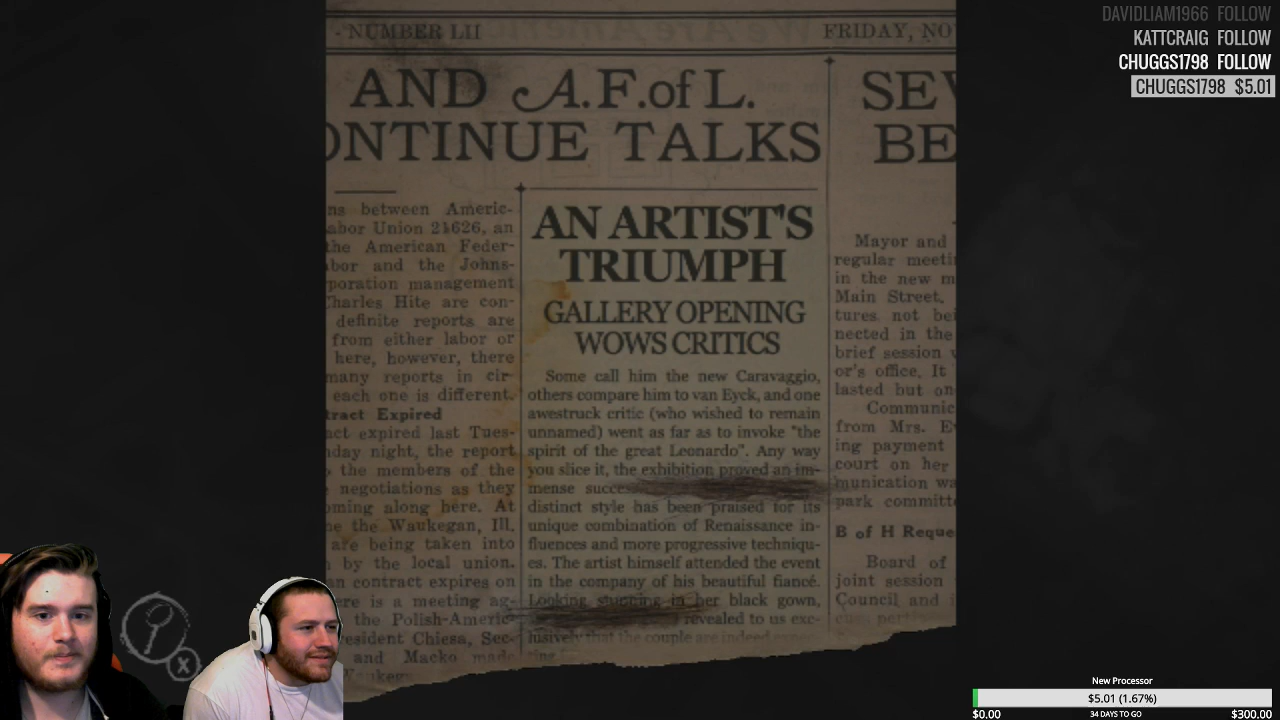 - NUMBER LII
FRIDAY, NO
AND A.F.of L.
ONTINUE TALKS
SEV
BE
ns between Americ-
abor Union 21626, an
the American Feder-
bor and the Johns-
poration management
Charles Hite are con-
definite reports are
from either labor or
here, however, there
many reports in cir-
each one is different.
tract Expired
act expired last Tues-
day night, the report
the members of the
negotiations as they
oming along here. At
e the Waukegan, Ill.
are being taken into
by the local union.
an contract expires on
ere is a meeting ag-
the Polish-Americ-
esident Chiesa, Sec-
and Macko made
AN ARTIST'S
TRIUMPH
GALLERY OPENING
WOWS CRITICS
Some call him the new Caravaggio,
others compare him to van Eyck, and one
awestruck critic (who wished to remain
unnamed) went as far as to invoke "the
spirit of the great Leonardo". Any way
you slice it, the exhibition proved an im-
mense success
distinct style has been praised for its
unique combination of Renaissance in-
fluences and more progressive techniqu-
es. The artist himself attended the event
in the company of his beautiful fiancé.
Looking stunning in her black gown,
revealed to us exc-
lusively that the couple are indeed expec-
ting.
Mayor and
regular meetin
in the new m
Main Street,
tures not bei
nected in the
brief session
or's office. It
lasted but on
Communic
from Mrs. E
ing payment
court on her
munication wa
park committe
B of H Reque
Board of
joint session
Council and i
X
DAVIDLIAM1966 FOLLOW
KATTCRAIG FOLLOW
CHUGGS1798 FOLLOW
CHUGGS1798 $5.01
New Processor
$5.01 (1.67%)
$0.00
34 DAYS TO GO
$300.00